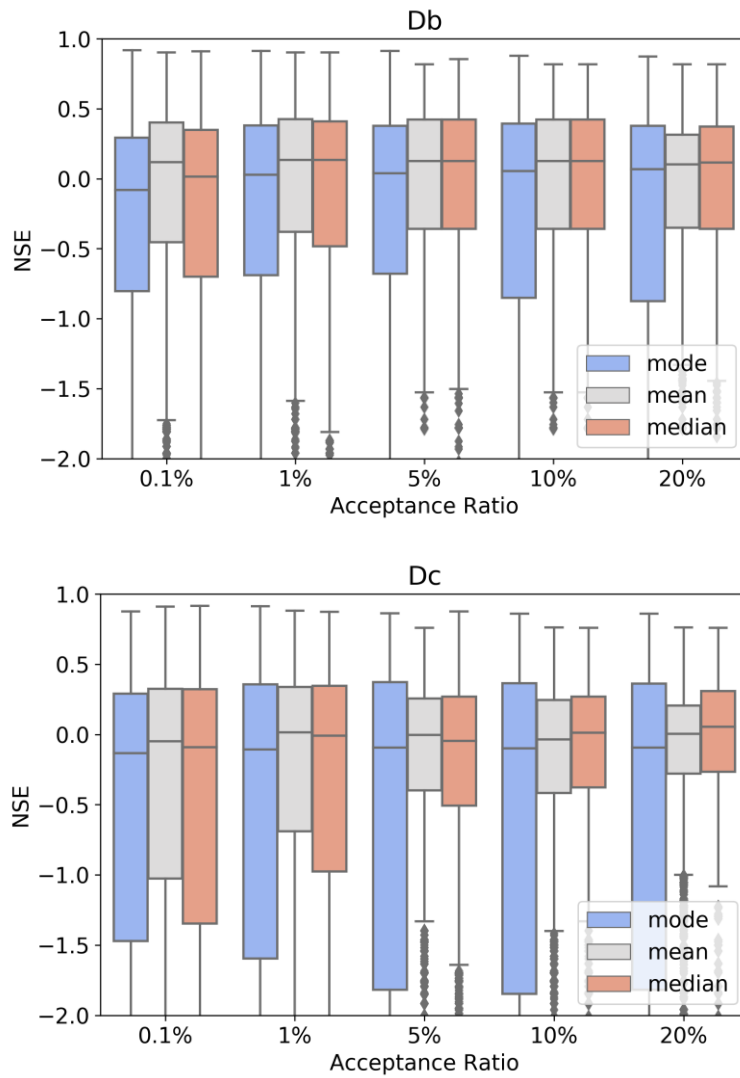 Db
1.0
0.5
0.0
−0.5
−1.0
−1.5
−2.0
NSE
mode
mean
median
0.1% 1% 5% 10% 20%
Acceptance Ratio
Dc
1.0
0.5
0.0
−0.5
−1.0
−1.5
−2.0
NSE
mode
mean
median
0.1% 1% 5% 10% 20%
Acceptance Ratio